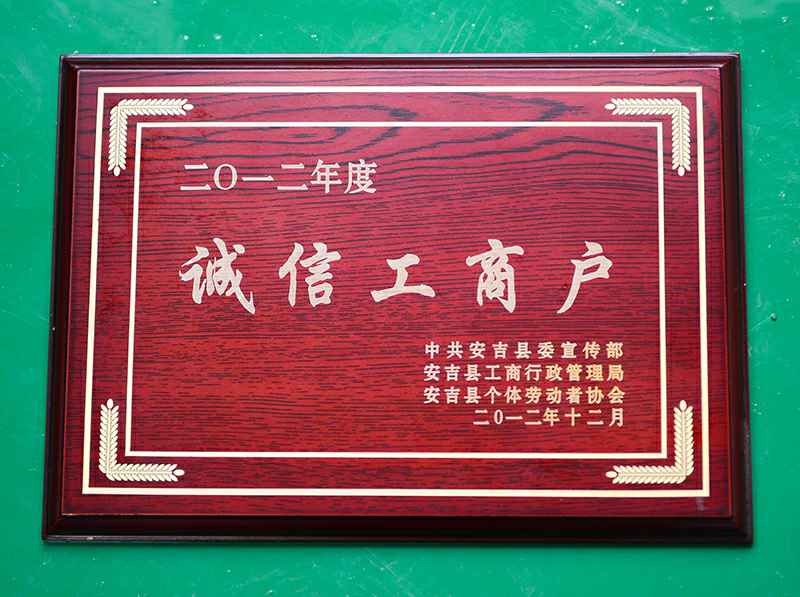 二〇一二年度
诚信工商户
中共安吉县委宣传部
安吉县工商行政管理局
安吉县个体劳动者协会
二〇一二年十二月